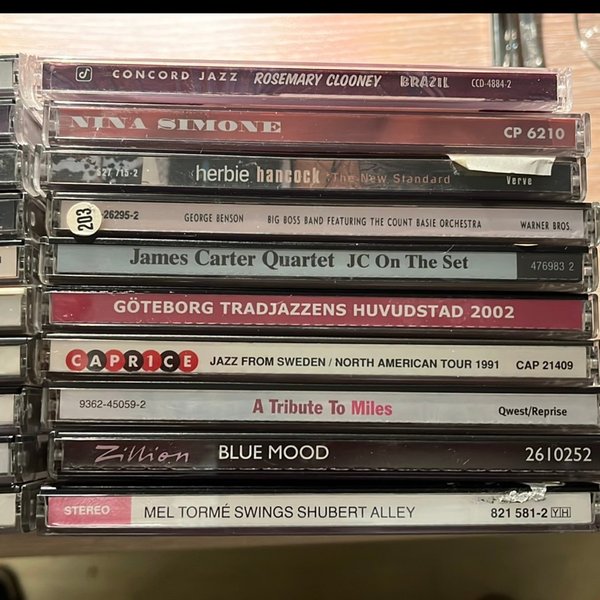 CONCORD JAZZ ROSEMARY CLOONEY BRAZIL CCD-4884-2
NINA SIMONE CP 6210
527 715-2 herbie hancock The New Standard Verve
203 -26295-2 GEORGE BENSON BIG BOSS BAND FEATURING THE COUNT BASIE ORCHESTRA WARNER BROS.
James Carter Quartet JC On The Set 476983 2
GÖTEBORG TRADJAZZENS HUVUDSTAD 2002
CAPRICE JAZZ FROM SWEDEN / NORTH AMERICAN TOUR 1991 CAP 21409
9362-45059-2 A Tribute To Miles Qwest/Reprise
Zillion BLUE MOOD 2610252
STEREO MEL TORMÉ SWINGS SHUBERT ALLEY 821 581-2 YH